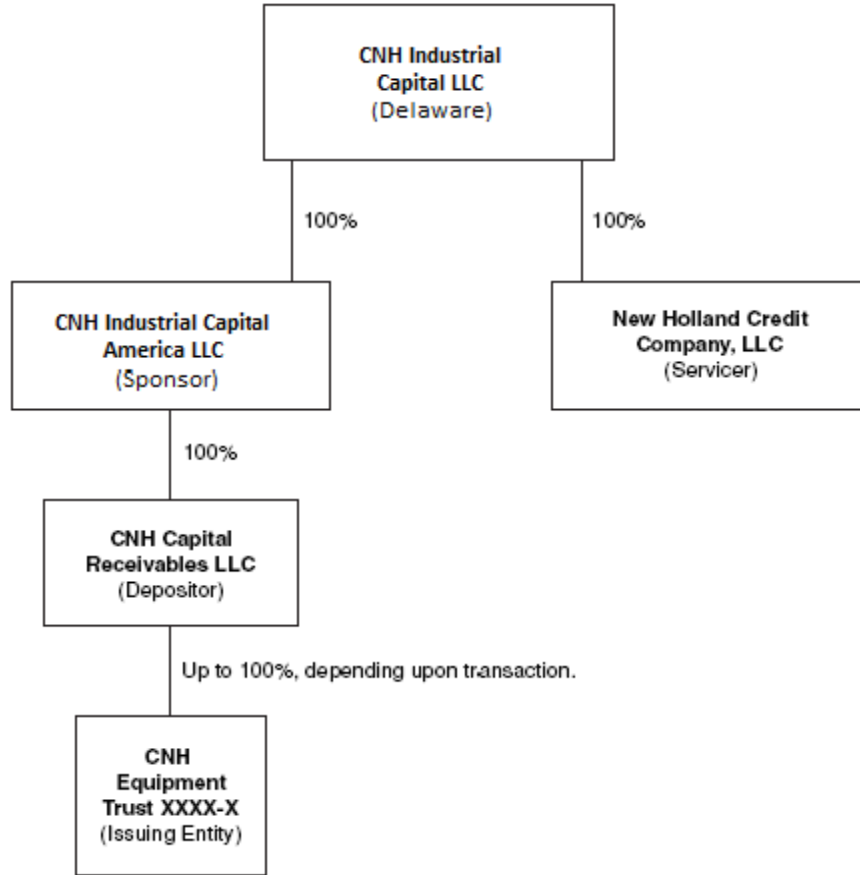 CNH Industrial
Capital LLC
(Delaware)
100%
100%
CNH Industrial Capital
America LLC
(Sponsor)
New Holland Credit
Company, LLC
(Servicer)
100%
CNH Capital
Receivables LLC
(Depositor)
Up to 100%, depending upon transaction.
CNH
Equipment
Trust XXXX-X
(Issuing Entity)